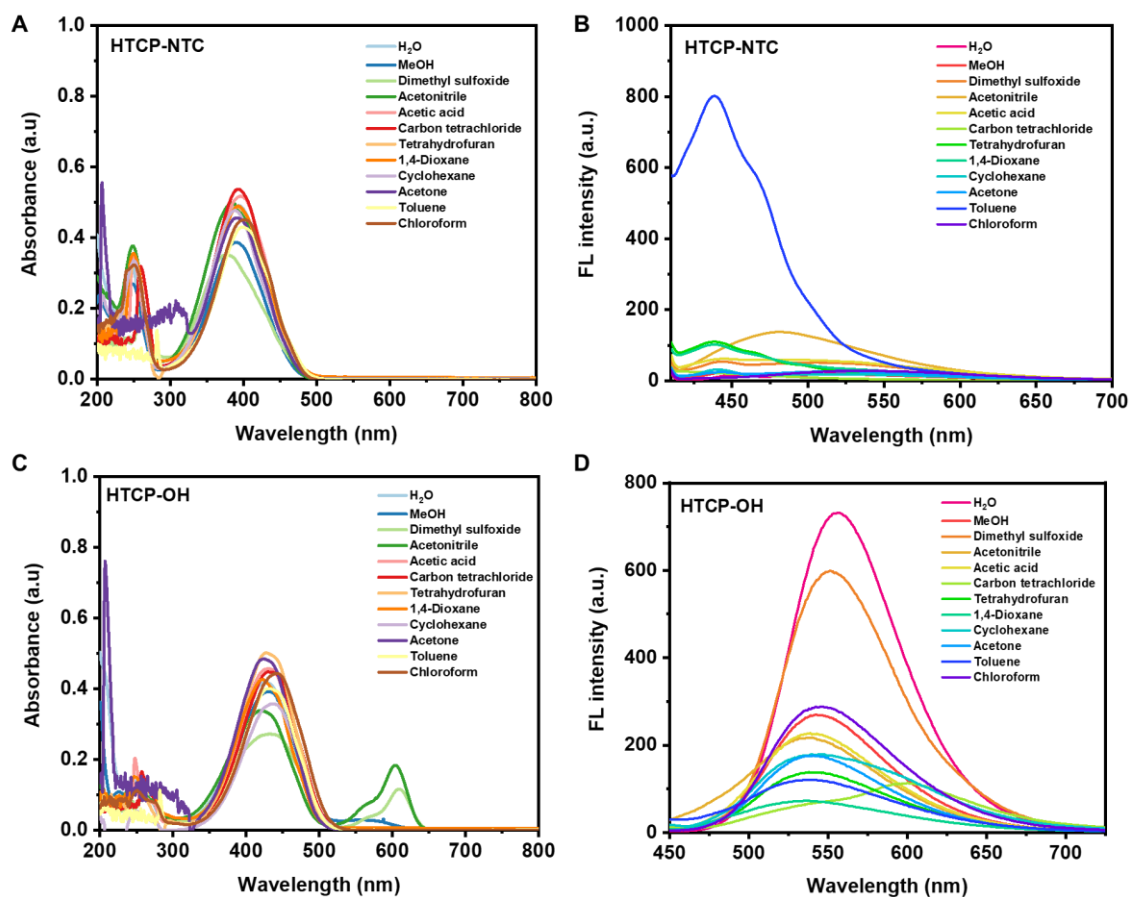 A
HTCP-NTC
1.0
0.8
0.6
0.4
0.2
0.0
Absorbance (a.u)
200 300 400 500 600 700 800
Wavelength (nm)
H₂O
MeOH
Dimethyl sulfoxide
Acetonitrile
Acetic acid
Carbon tetrachloride
Tetrahydrofuran
1,4-Dioxane
Cyclohexane
Acetone
Toluene
Chloroform
B
HTCP-NTC
1000
800
600
400
200
0
FL intensity (a.u.)
450 500 550 600 650 700
Wavelength (nm)
H₂O
MeOH
Dimethyl sulfoxide
Acetonitrile
Acetic acid
Carbon tetrachloride
Tetrahydrofuran
1,4-Dioxane
Cyclohexane
Acetone
Toluene
Chloroform
C
HTCP-OH
1.0
0.8
0.6
0.4
0.2
0.0
Absorbance (a.u)
200 300 400 500 600 700 800
Wavelength (nm)
H₂O
MeOH
Dimethyl sulfoxide
Acetonitrile
Acetic acid
Carbon tetrachloride
Tetrahydrofuran
1,4-Dioxane
Cyclohexane
Acetone
Toluene
Chloroform
D
HTCP-OH
800
600
400
200
0
FL intensity (a.u.)
450 500 550 600 650 700
Wavelength (nm)
H₂O
MeOH
Dimethyl sulfoxide
Acetonitrile
Acetic acid
Carbon tetrachloride
Tetrahydrofuran
1,4-Dioxane
Cyclohexane
Acetone
Toluene
Chloroform